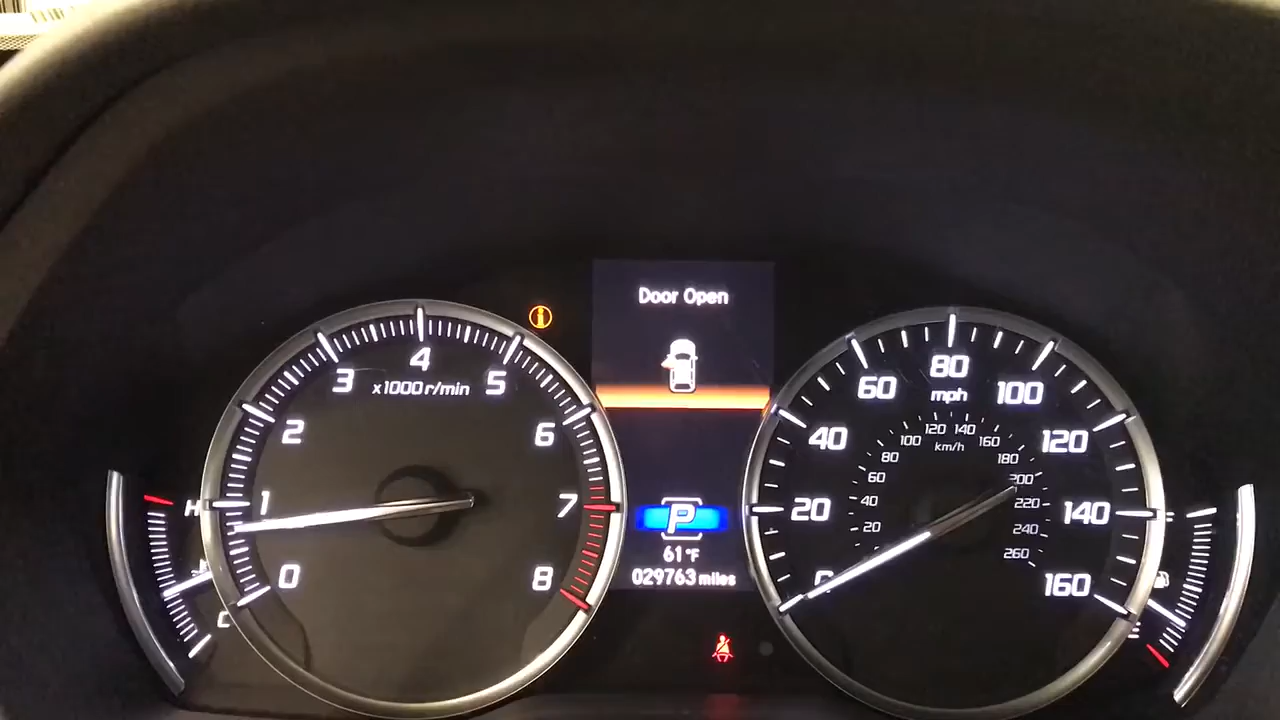 Door Open
4
3
5
x1000 r/min
2
6
1
7
0
8
H
C
P
61°F
029763 miles
80
mph
60
100
40
120
20
140
160
120 140
100
160
km/h
80
180
60
200
40
220
20
240
260
E